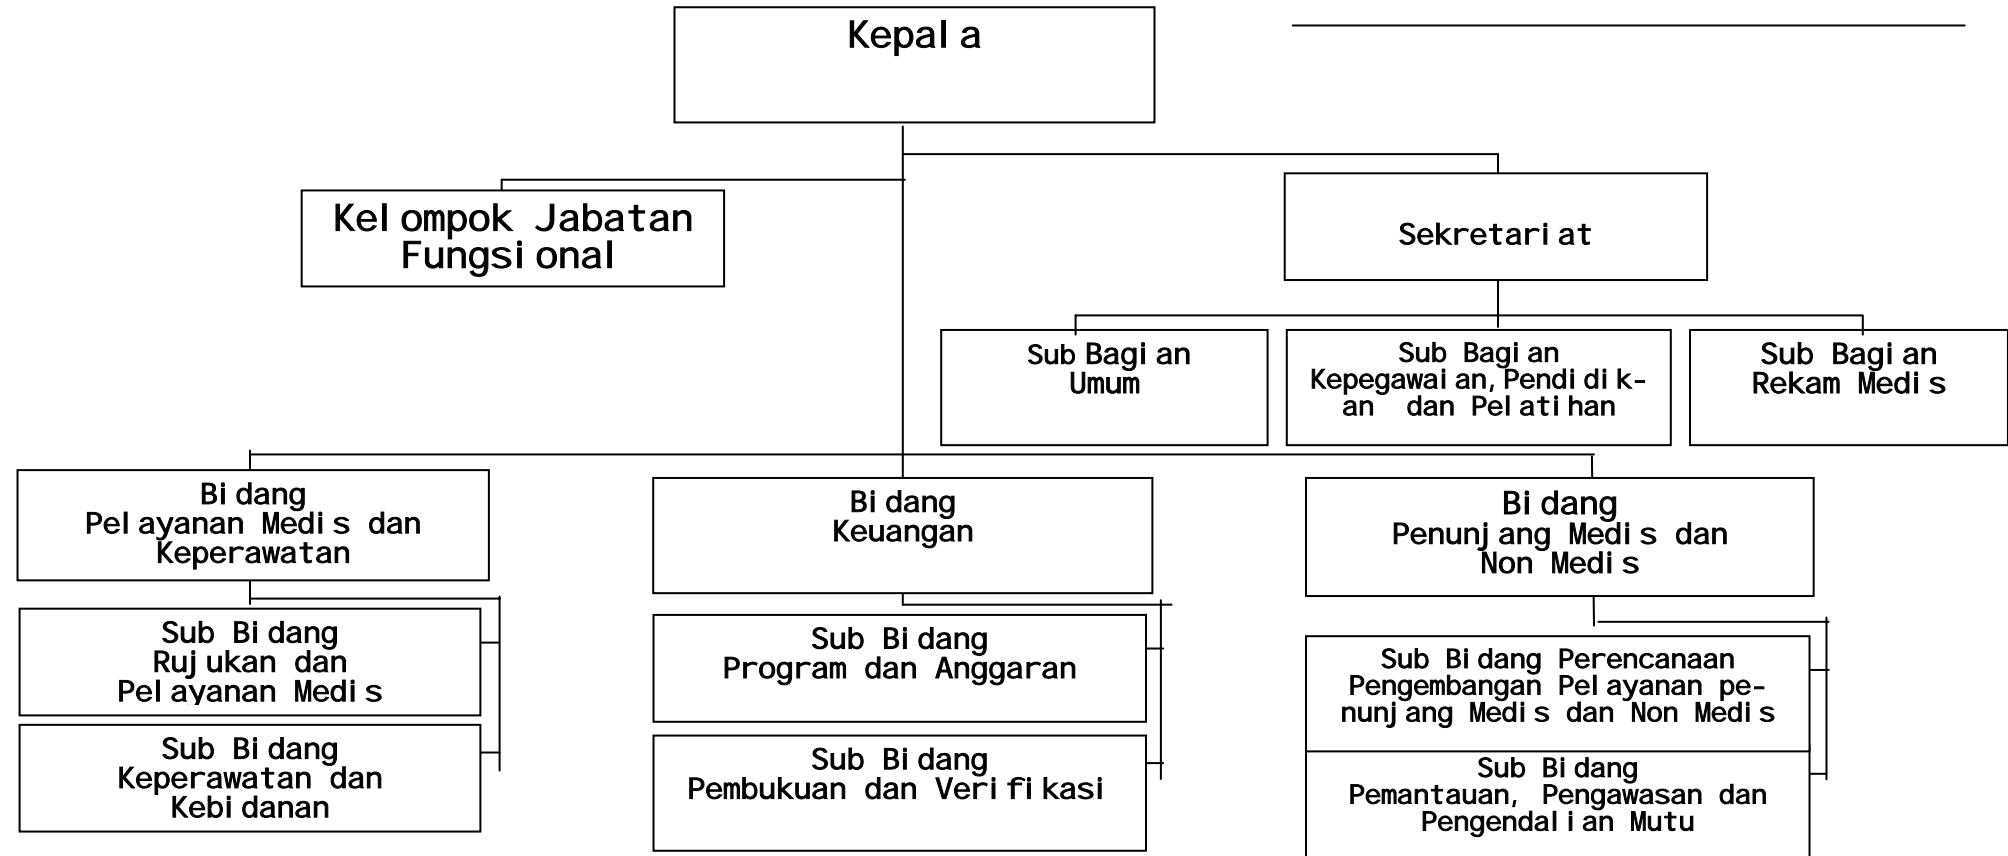 Kepala
Kelompok Jabatan
Fungsional
Sekretariat
Sub Bagian
Umum
Sub Bagian
Kepegawaian, Pendidik-
an dan Pelatihan
Sub Bagian
Rekam Medis
Bidang
Pelayanan Medis dan
Keperawatan
Bidang
Keuangan
Bidang
Penunjang Medis dan
Non Medis
Sub Bidang
Rujukan dan
Pelayanan Medis
Sub Bidang
Program dan Anggaran
Sub Bidang Perencanaan
Pengembangan Pelayanan pe-
nunjang Medis dan Non Medis
Sub Bidang
Keperawatan dan
Kebidanan
Sub Bidang
Pembukuan dan Verifikasi
Sub Bidang
Pemantauan, Pengawasan dan
Pengendalian Mutu